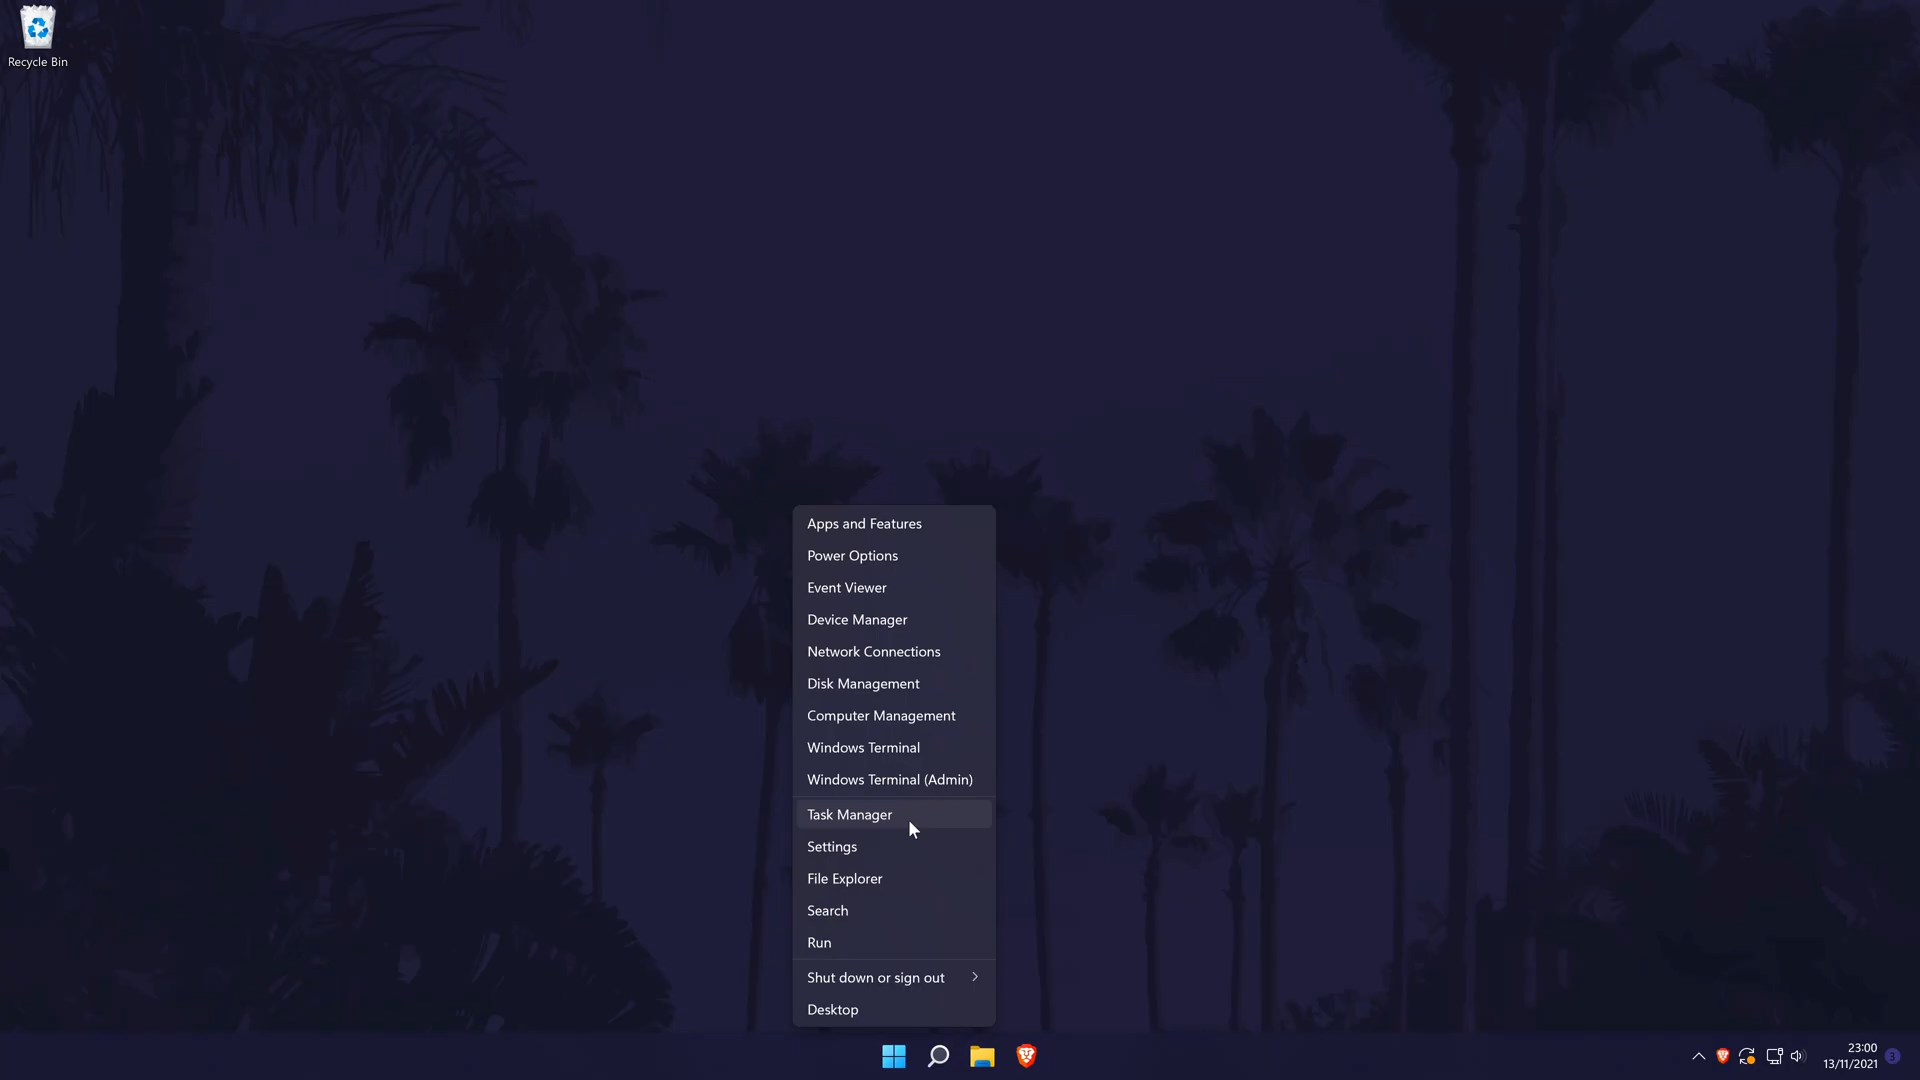 Recycle Bin
Apps and Features
Power Options
Event Viewer
Device Manager
Network Connections
Disk Management
Computer Management
Windows Terminal
Windows Terminal (Admin)
Task Manager
Settings
File Explorer
Search
Run
Shut down or sign out
Desktop
23:00
13/11/2021
3